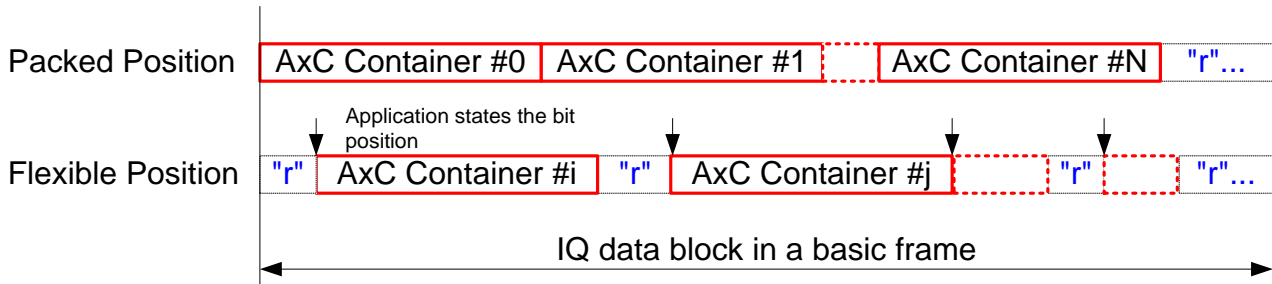 Packed Position
AxC Container #0
AxC Container #1
AxC Container #N
"r"...
Application states the bit
position
Flexible Position
"r"
AxC Container #i
"r"
AxC Container #j
"r"
"r"...
IQ data block in a basic frame